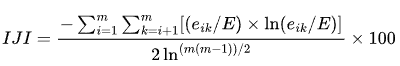 $IJI = \frac{-\sum_{i=1}^{m} \sum_{k=i+1}^{m} [(e_{ik}/E) \times \ln(e_{ik}/E)]}{2 \ln^{(m(m-1))/2}} \times 100$